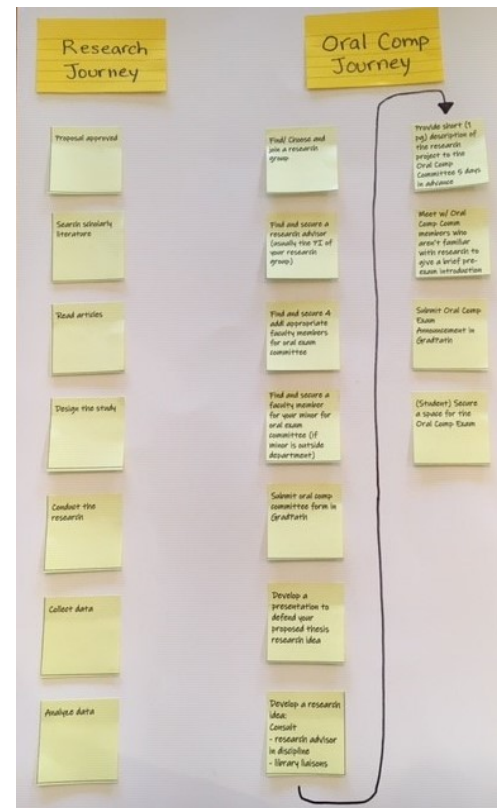 Research
Journey
Proposal approved
Search scholarly
literature
Read articles
Design the study
Conduct the
research
Collect data
Analyze data
Oral Comp
Journey
Find/ Choose and
join a research
group
Find and secure a
research advisor
(usually the PI of
your research
group)
Find and secure 4
addl appropriate
faculty members
for oral exam
committee
Find and secure a
faculty member
for your minor for
oral exam
committee (if
minor is outside
department)
Submit oral comp
committee form in
GradPath
Develop a
presentation to
defend your
proposed thesis
research idea
Develop a research
idea:
Consult
- research advisor
in discipline
- library liaisons
Provide short (1
pg) description of
the research
project to the
Oral Comp
Committee 5 days
in advance
Meet w/ Oral
Comp Comm
members who
aren't familiar
with research to
give a brief pre-
exam introduction
Submit Oral Comp
Exam
Announcement in
GradPath
(Student) Secure
a space for the
Oral Comp Exam